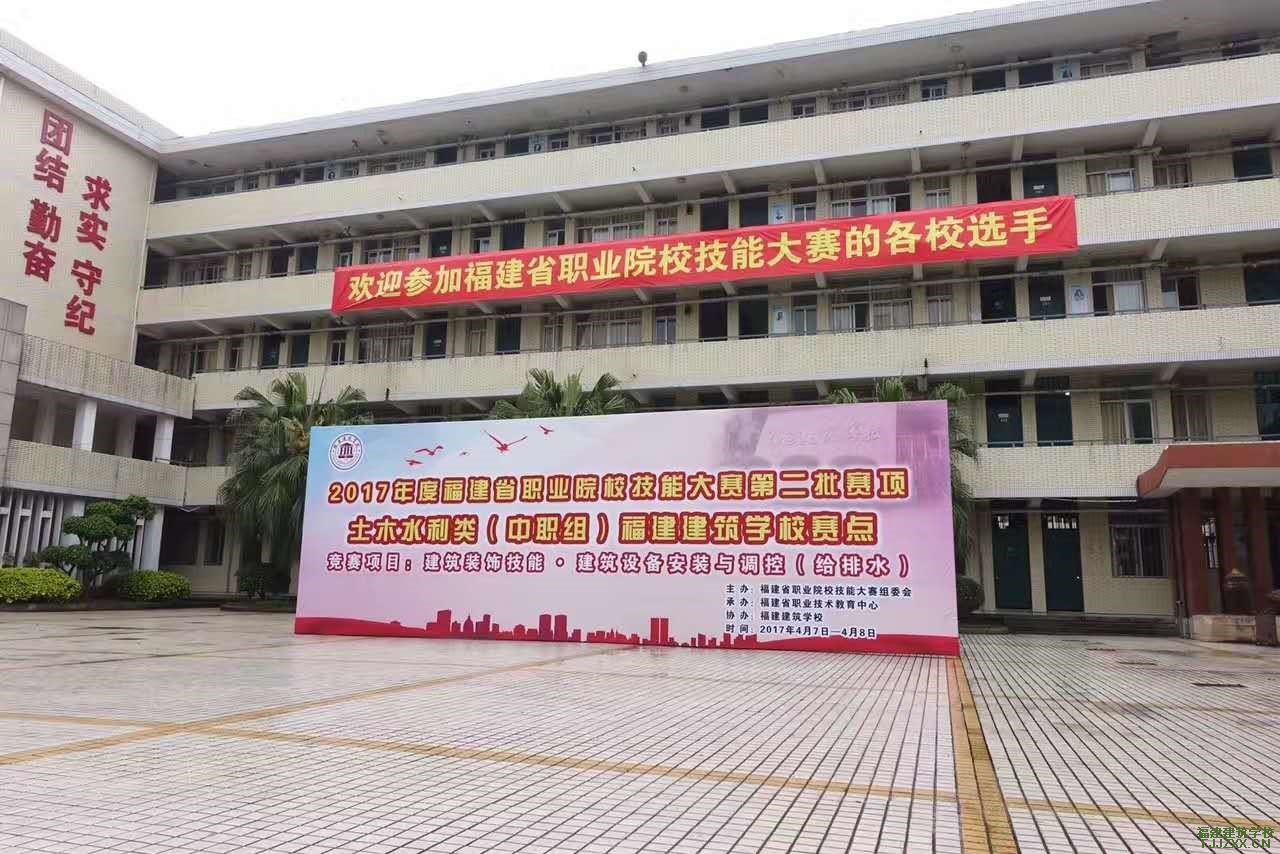 团结 勤奋
求实 守纪
欢迎参加福建省职业院校技能大赛的各校选手
2017年度福建省职业院校技能大赛第二批赛项
土木水利类（中职组）福建建筑学校赛点
竞赛项目：建筑装饰技能·建筑设备安装与调控（给排水）
主办：福建省职业院校技能大赛组委会
承办：福建省职业技术教育中心
协办：福建建筑学校
时间：2017年4月7日—4月8日
福建建筑学校
FJJZXX.CN